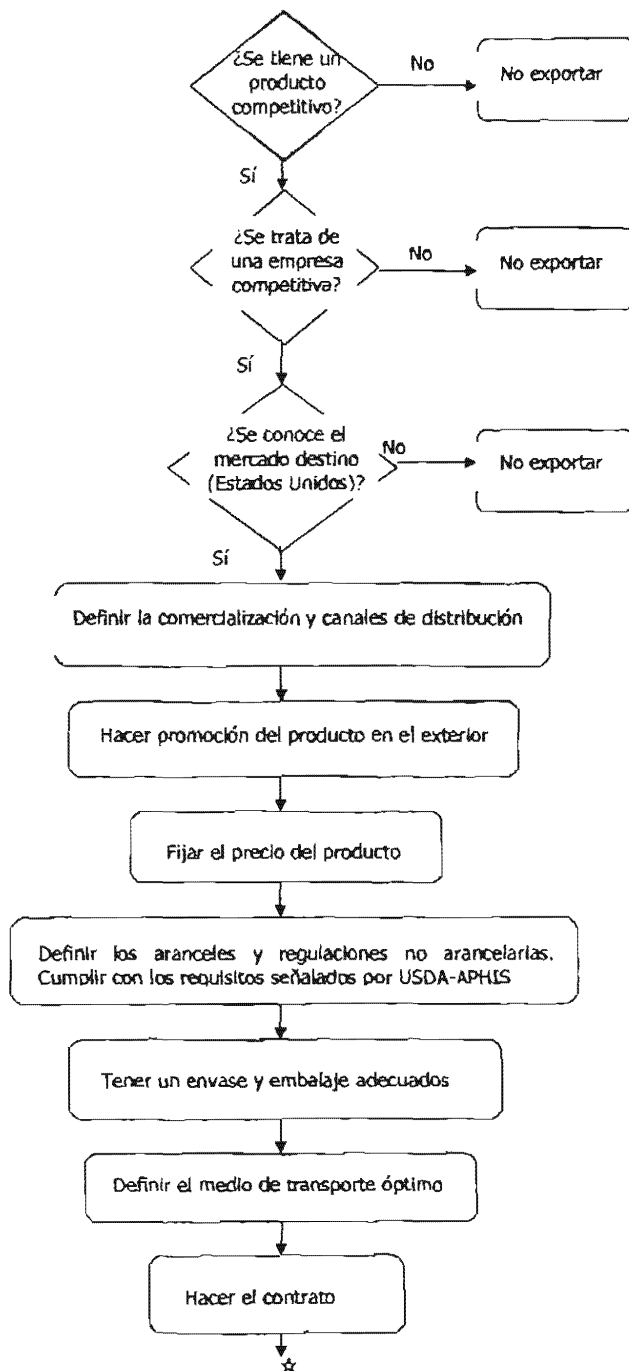 ¿Se tiene un
producto
competitivo?
No
No exportar
Sí
¿Se trata de
una empresa
competitiva?
No
No exportar
Sí
¿Se conoce el
mercado destino
(Estados Unidos)?
No
No exportar
Sí
Definir la comercialización y canales de distribución
Hacer promoción del producto en el exterior
Fijar el precio del producto
Definir los aranceles y regulaciones no arancelarias.
Cumplir con los requisitos señalados por USDA-APHIS
Tener un envase y embalaje adecuados
Definir el medio de transporte óptimo
Hacer el contrato